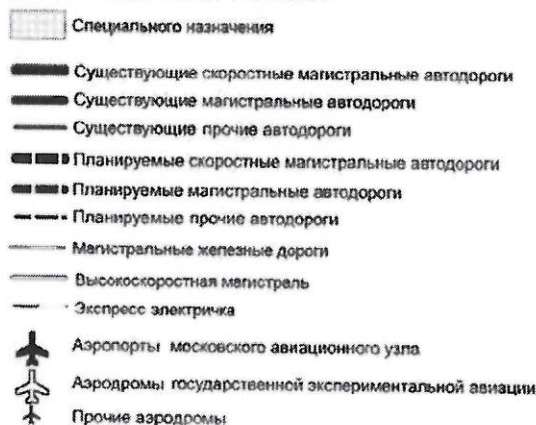 Специального назначения
Существующие скоростные магистральные автодороги
Существующие магистральные автодороги
Существующие прочие автодороги
Планируемые скоростные магистральные автодороги
Планируемые магистральные автодороги
Планируемые прочие автодороги
Магистральные железные дороги
Высокоскоростная магистраль
Экспресс электричка
Аэропорты московского авиационного узла
Аэродромы государственной экспериментальной авиации
Прочие аэродромы